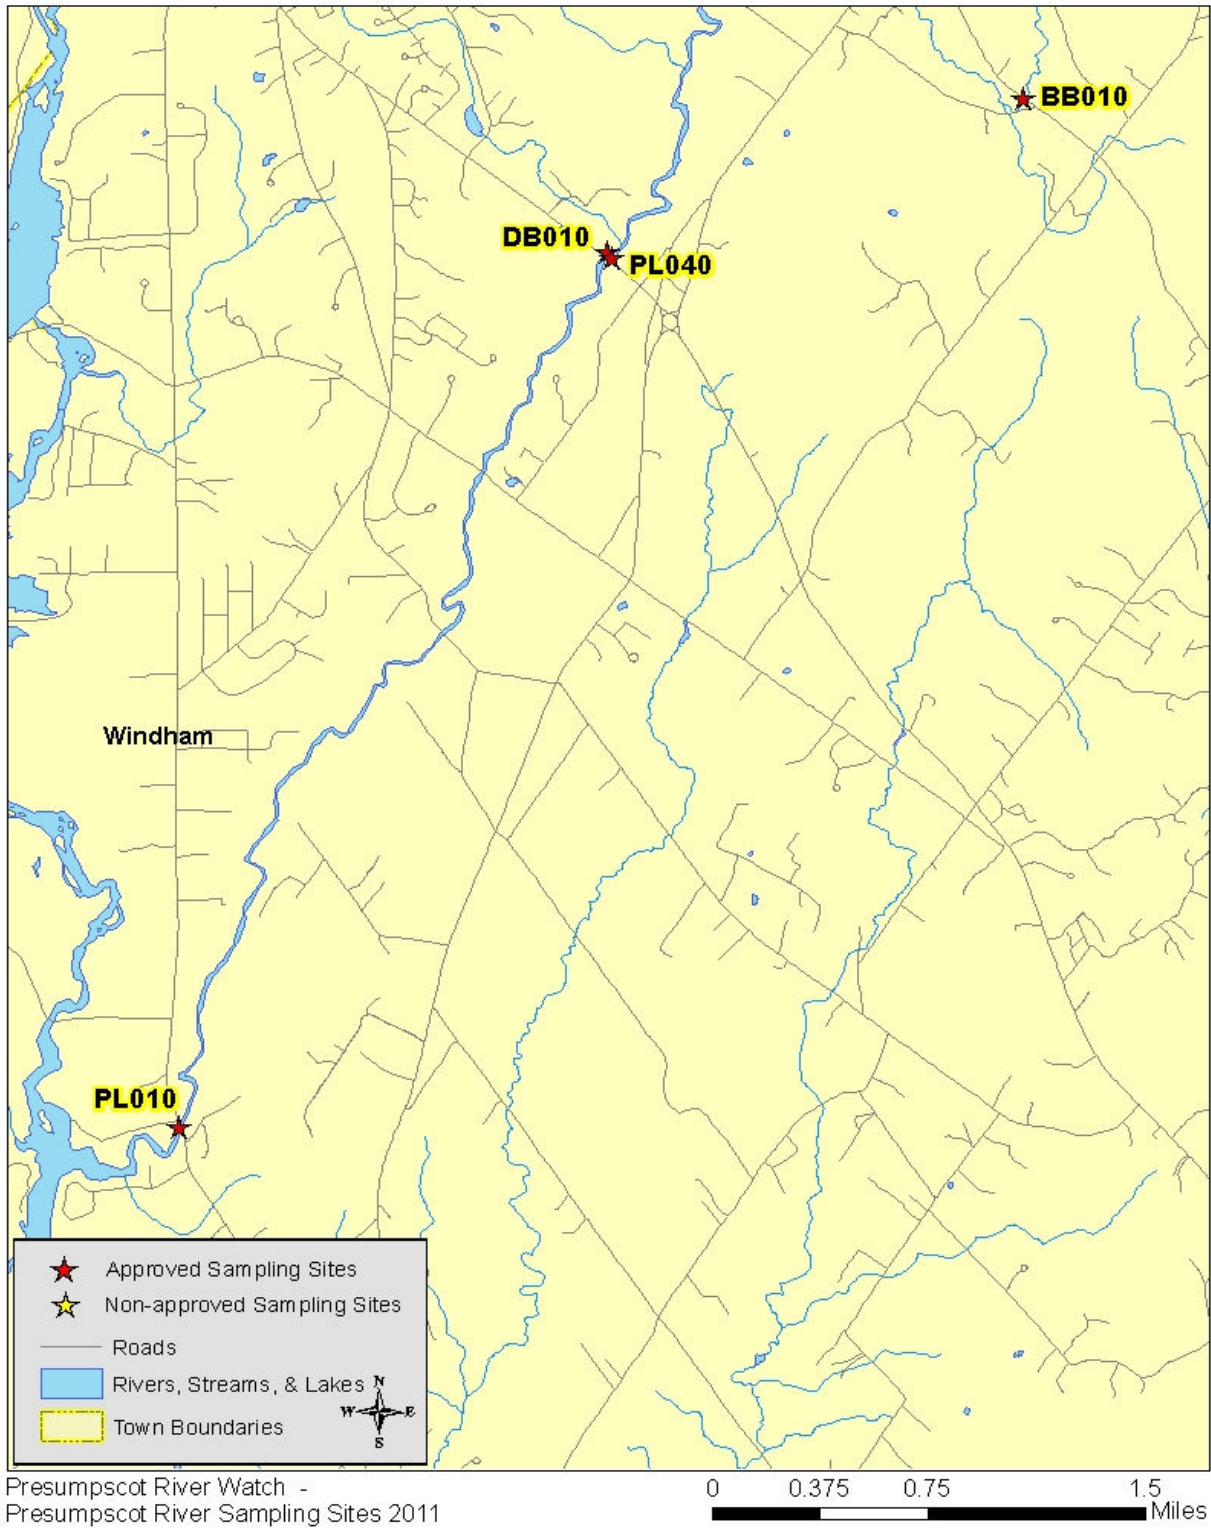 BB010
DB010
PL040
Windham
PL010
Approved Sampling Sites
Non-approved Sampling Sites
Roads
Rivers, Streams, & Lakes
Town Boundaries
N
W E
S
Presumpscot River Watch -
Presumpscot River Sampling Sites 2011
0 0.375 0.75 1.5
Miles